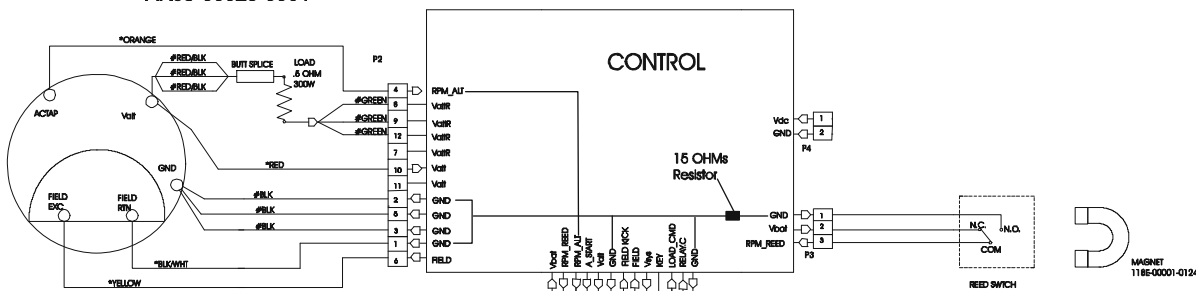 *ORANGE
#RED/BLK
#RED/BLK
#RED/BLK
BUTT SPLICE
LOAD
.5 OHM
300W
P2
CONTROL
ACTAP
Valt
4 RPM_ALT
#GREEN 8 ValtR
#GREEN 9 ValtR
#GREEN 12 ValtR
7 ValtR
*RED 10 Valt
11 Valt
GND
#BLK 2 GND
#BLK 5 GND
#BLK 3 GND
1 GND
6 FIELD
FIELD
EXC
FIELD
RTN
*BLK/WHT
*YELLOW
Vdc 1
GND 2
P4
15 OHMs
Resistor
GND 1
Vbat 2
RPM_REED 3
P3
Vbat
RPM_REED
RPM_ALT
A_START
Valt
GND
FIELD KICK
FIELD
Vsys
KEY
LOAD_CMD
RELAY.C
GND
N.C.
N.O.
COM
REED SWTCH
MAGNET
118E-00001-0124